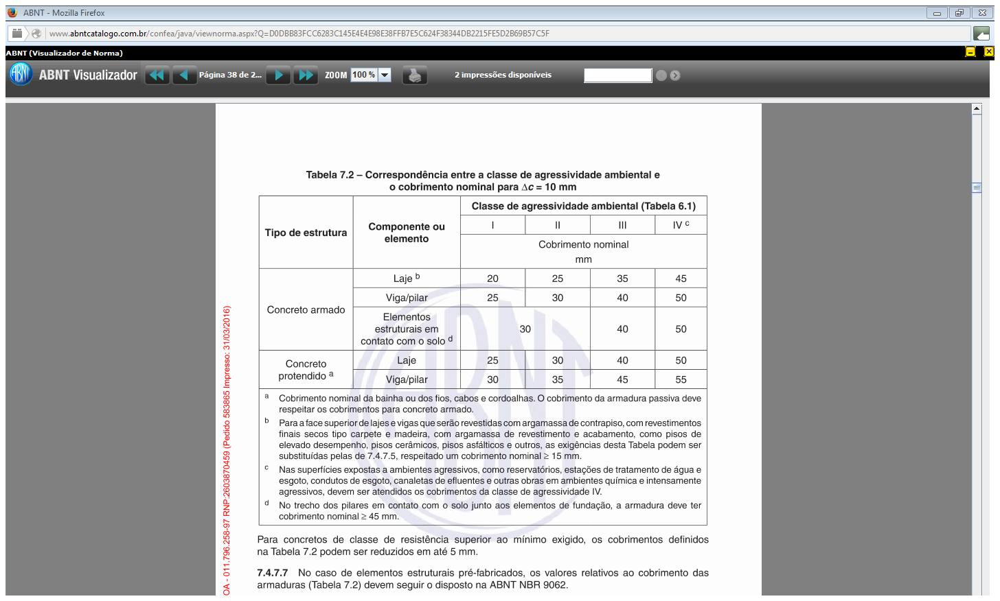 ABNT - Mozilla Firefox
www.abntcatalogo.com.br/confea/java/viewnorma.aspx?Q=D0DBB83FCC6283C145E4E4E98E38FFB7E5C624F38344DB2215FE5D2B69B57C5F
ABNT (Visualizador de Norma)
ABNT ABNT Visualizador Página 38 de 2... ZOOM 100 % 2 impressões disponíveis
Tabela 7.2 – Correspondência entre a classe de agressividade ambiental e
o cobrimento nominal para Δc = 10 mm
Tipo de estrutura
Componente ou
elemento
Classe de agressividade ambiental (Tabela 6.1)
I II III IV c
Cobrimento nominal
mm
Concreto armado
Laje b 20 25 35 45
Viga/pilar 25 30 40 50
Elementos
estruturais em
contato com o solo d
30 40 50
Concreto
protendido a
Laje 25 30 40 50
Viga/pilar 30 35 45 55
a Cobrimento nominal da bainha ou dos fios, cabos e cordoalhas. O cobrimento da armadura passiva deve
respeitar os cobrimentos para concreto armado.
b Para a face superior de lajes e vigas que serão revestidas com argamassa de contrapiso, com revestimentos
finais secos tipo carpete e madeira, com argamassa de revestimento e acabamento, como pisos de
elevado desempenho, pisos cerâmicos, pisos asfálticos e outros, as exigências desta Tabela podem ser
substituídas pelas de 7.4.7.5, respeitado um cobrimento nominal ≥ 15 mm.
c Nas superfícies expostas a ambientes agressivos, como reservatórios, estações de tratamento de água e
esgoto, condutos de esgoto, canaletas de efluentes e outras obras em ambientes química e intensamente
agressivos, devem ser atendidos os cobrimentos da classe de agressividade IV.
d No trecho dos pilares em contato com o solo junto aos elementos de fundação, a armadura deve ter
cobrimento nominal ≥ 45 mm.
ABNT
Para concretos de classe de resistência superior ao mínimo exigido, os cobrimentos definidos
na Tabela 7.2 podem ser reduzidos em até 5 mm.
7.4.7.7 No caso de elementos estruturais pré-fabricados, os valores relativos ao cobrimento das
armaduras (Tabela 7.2) devem seguir o disposto na ABNT NBR 9062.
OA - 011.796.258-97 RNP:2603870459 (Pedido 583865 Impresso: 31/03/2016)